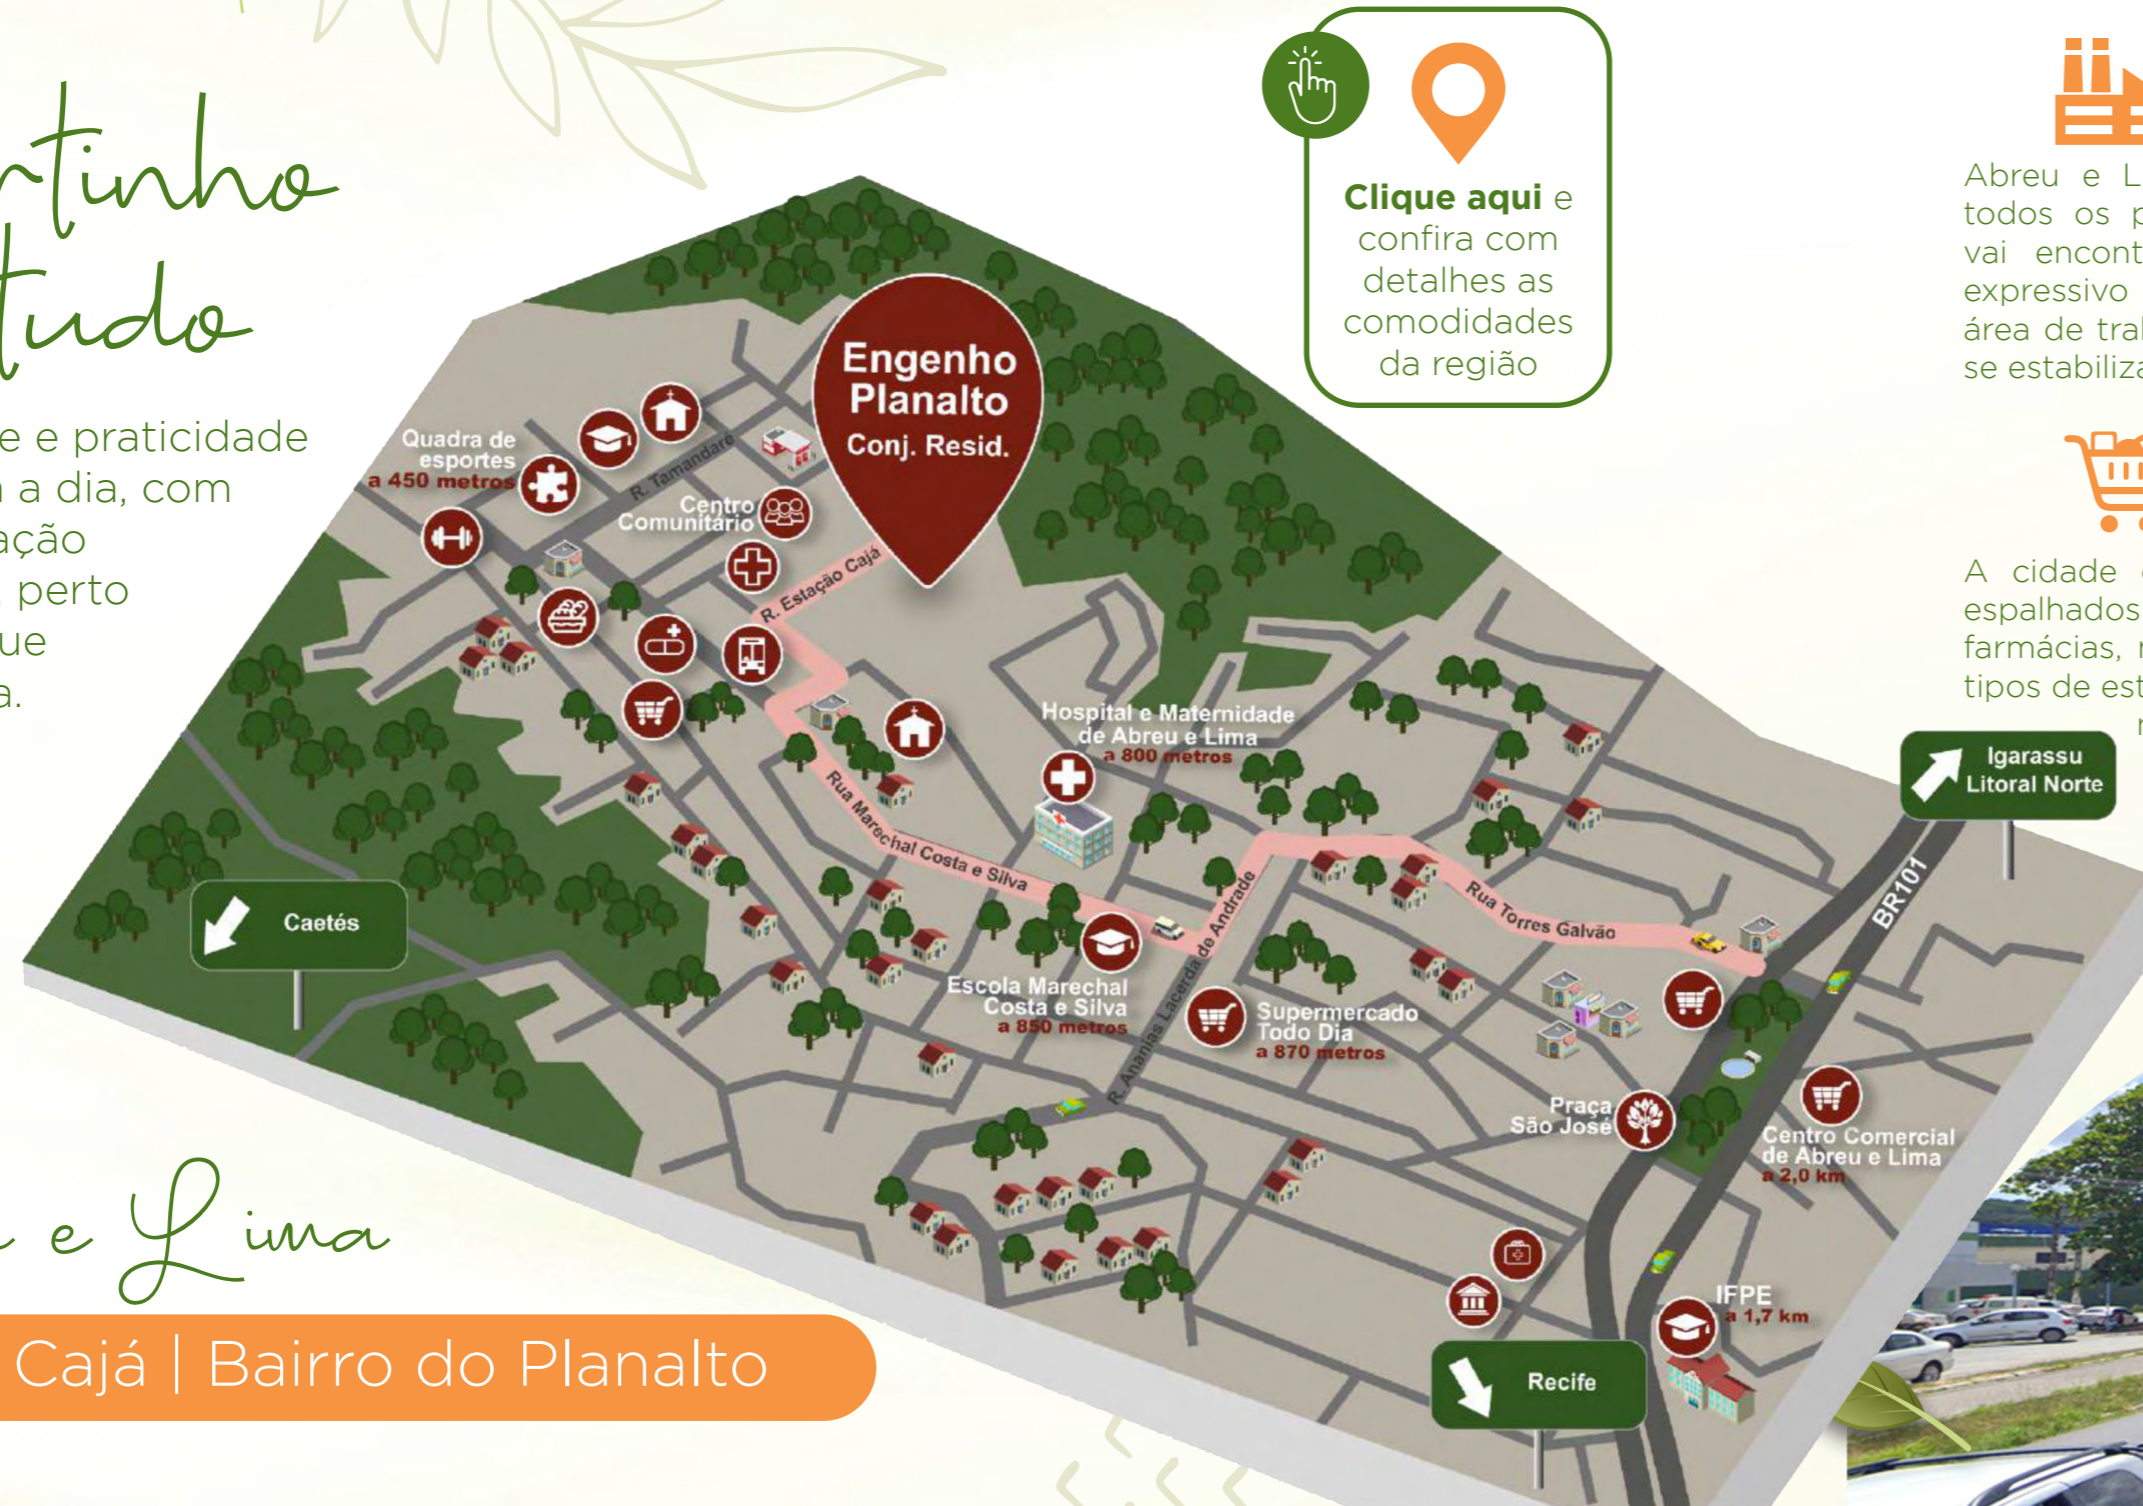 tudo
e e praticidade
a dia, com
perto
Engenho
Planalto
Conj. Resid.
Quadra de
esportes
a 450 metros
R. Tamandaré
Centro
Comunitário
R. Estação Cajá
Hospital e Maternidade
de Abreu e Lima
a 800 metros
Rua Marechal Costa e Silva
Escola Marechal
Costa e Silva
a 850 metros
R. Ananias Lacerda de Andrade
Supermercado
Todo Dia
a 870 metros
Rua Torres Galvão
BR101
Praça
São José
Centro Comercial
de Abreu e Lima
a 2,0 km
IFPE
a 1,7 km
Caetés
Igarassu
Litoral Norte
Recife
Clique aqui e
confira com
detalhes as
comodidades
da região
Abreu e L
todos os p
vai encont
expressivo
área de tral
se estabiliza
A cidade
espalhados
farmácias, r
tipos de est
e Lima
Cajá | Bairro do Planalto